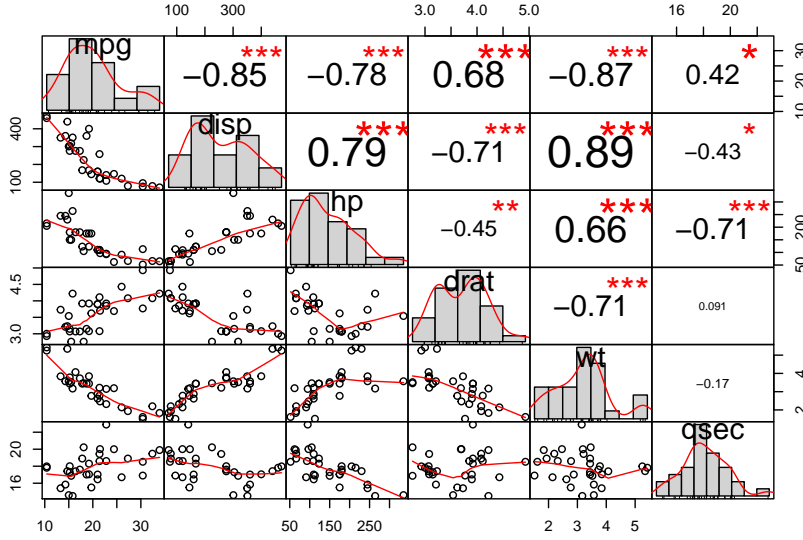 100 300 3.0 4.0 5.0 16 20
mpg *** −0.85 *** −0.78 *** 0.68 *** −0.87 * 0.42 10 20 30
100 400 disp *** 0.79 *** −0.71 *** 0.89 * −0.43
hp ** −0.45 *** 0.66 *** −0.71 50 200
3.0 4.5 drat *** −0.71 0.091
wt −0.17 2 4
16 20 qsec
10 20 30 50 150 250 2 3 4 5